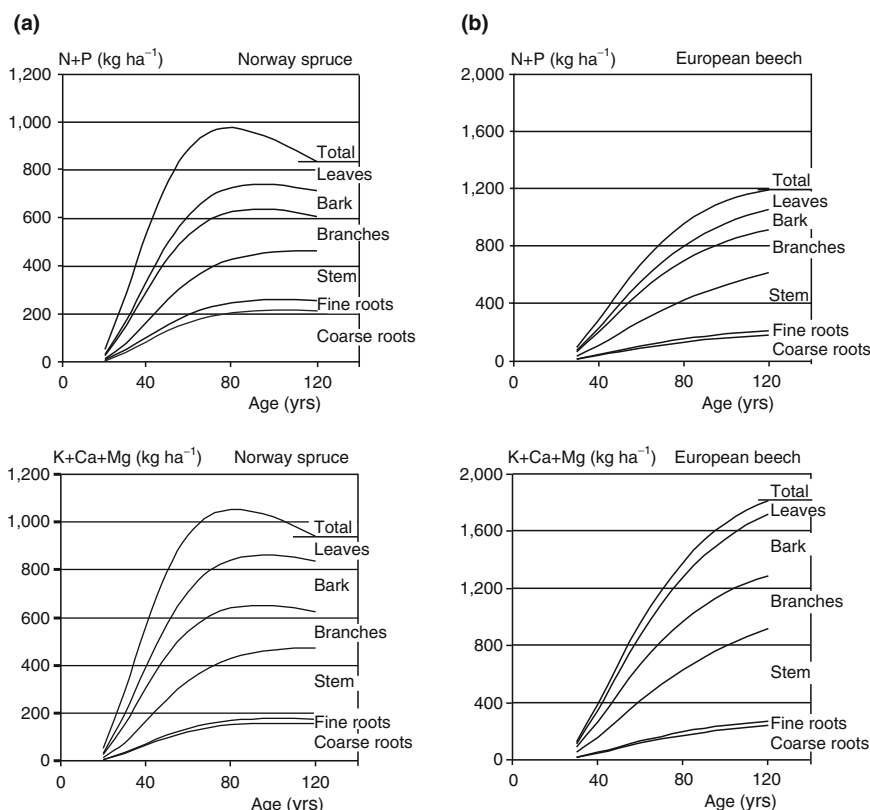 (a)
N+P (kg ha⁻¹) Norway spruce
1,200
1,000
800
600
400
200
0
Total
Leaves
Bark
Branches
Stem
Fine roots
Coarse roots
0 40 80 120
Age (yrs)
(b)
N+P (kg ha⁻¹) European beech
2,000
1,600
1,200
800
400
0
Total
Leaves
Bark
Branches
Stem
Fine roots
Coarse roots
0 40 80 120
Age (yrs)
K+Ca+Mg (kg ha⁻¹) Norway spruce
1,200
1,000
800
600
400
200
0
Total
Leaves
Bark
Branches
Stem
Fine roots
Coarse roots
0 40 80 120
Age (yrs)
K+Ca+Mg (kg ha⁻¹) European beech
2,000
1,600
1,200
800
400
0
Total
Leaves
Bark
Branches
Stem
Fine roots
Coarse roots
0 40 80 120
Age (yrs)